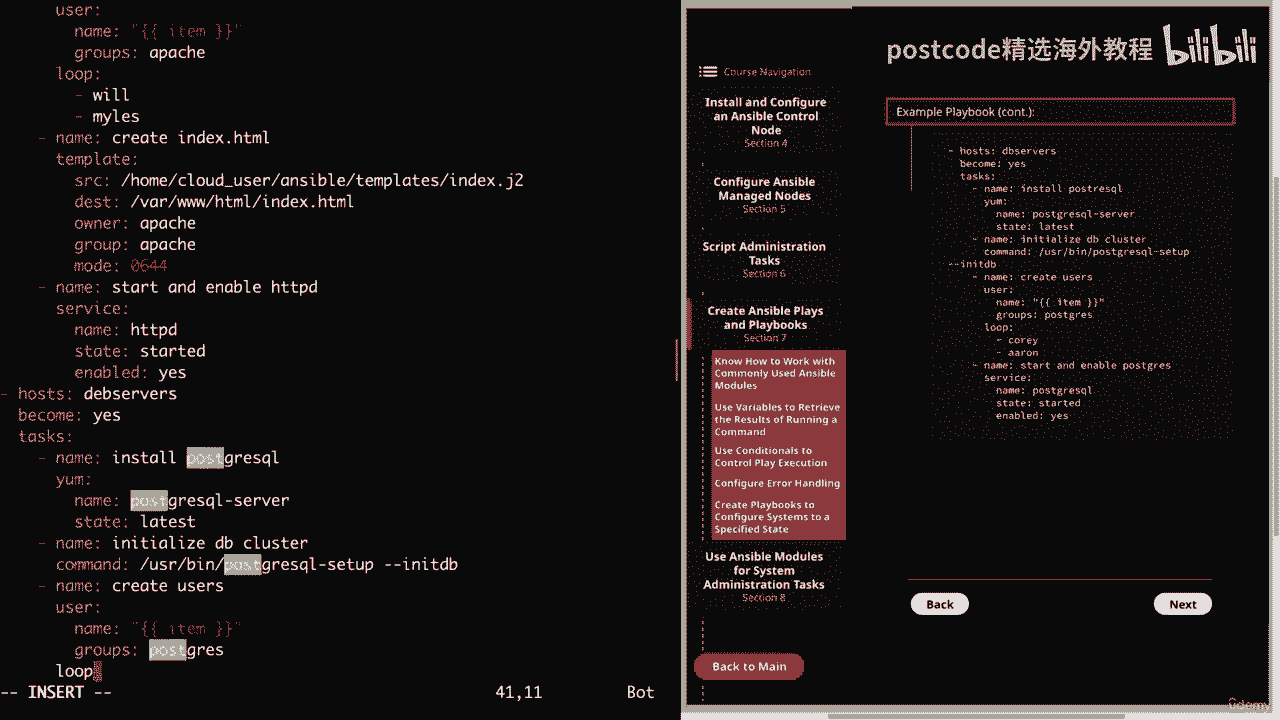 user:
name: "{{ item }}"
groups: apache
loop:
- will
- myles
- name: create index.html
template:
src: /home/cloud_user/ansible/templates/index.j2
dest: /var/www/html/index.html
owner: apache
group: apache
mode: 0644
- name: start and enable httpd
service:
name: httpd
state: started
enabled: yes
- hosts: debservers
become: yes
tasks:
- name: install postgresql
yum:
name: postgresql-server
state: latest
- name: initialize db cluster
command: /usr/bin/postgresql-setup --initdb
- name: create users
user:
name: "{{ item }}"
groups: postgres
loop
-- INSERT --
41,11
Bot
postcode精选海外教程
bilibili
Course Navigation
Install and Configure
an Ansible Control
Node
Section 4
Configure Ansible
Managed Nodes
Section 5
Script Administration
Tasks
Section 6
Create Ansible Plays
and Playbooks
Section 7
Know How to Work with
Commonly Used Ansible
Modules
Use Variables to Retrieve
the Results of Running a
Command
Use Conditionals to
Control Play Execution
Configure Error Handling
Create Playbooks to
Configure Systems to a
Specified State
Use Ansible Modules
for System
Administration Tasks
Section 8
Back to Main
Example Playbook (cont.):
- hosts: dbservers
become: yes
tasks:
- name: install postresql
yum:
name: postgresql-server
state: latest
- name: initialize db cluster
command: /usr/bin/postgresql-setup
--initdb
- name: create users
user:
name: "{{ item }}"
groups: postgres
loop:
- corey
- aaron
- name: start and enable postgres
service:
name: postgresql
state: started
enabled: yes
Back
Next
Udemy